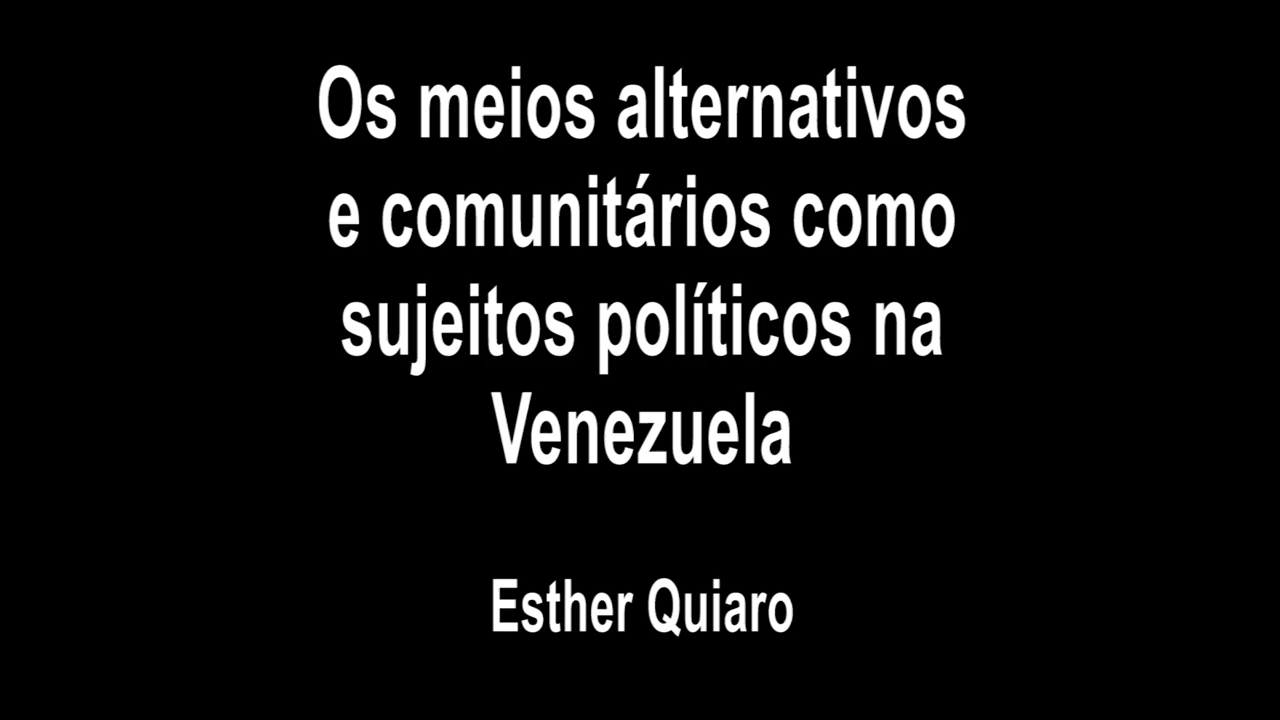 Os meios alternativos
e comunitários como
sujeitos políticos na
Venezuela
Esther Quiaro